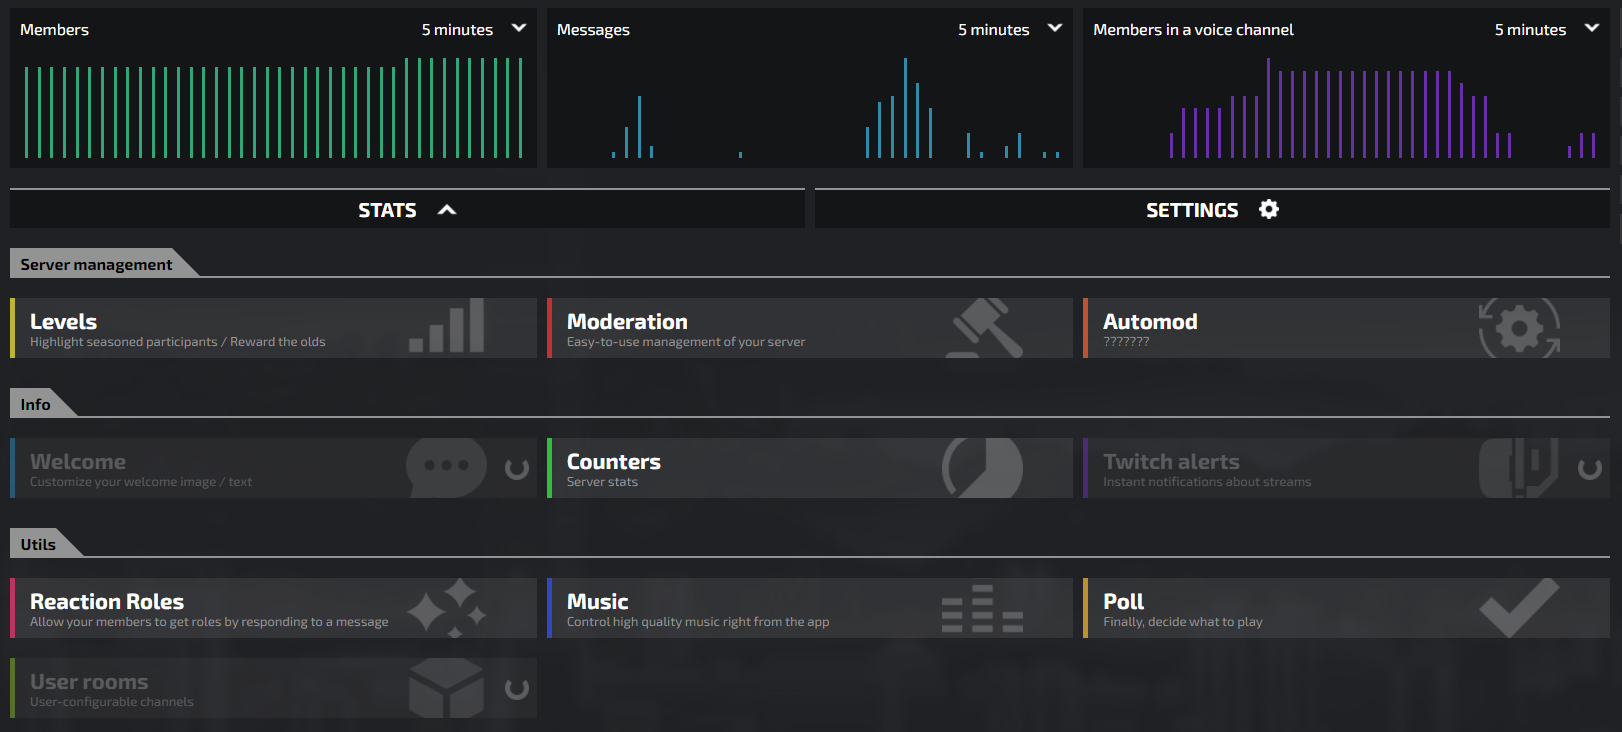 Members 5 minutes
Messages 5 minutes
Members in a voice channel 5 minutes
STATS
SETTINGS
Server management
Levels
Highlight seasoned participants / Reward the olds
Moderation
Easy-to-use management of your server
Automod
???????
Info
Welcome
Customize your welcome image / text
Counters
Server stats
Twitch alerts
Instant notifications about streams
Utils
Reaction Roles
Allow your members to get roles by responding to a message
Music
Control high quality music right from the app
Poll
Finally, decide what to play
User rooms
User-configurable channels